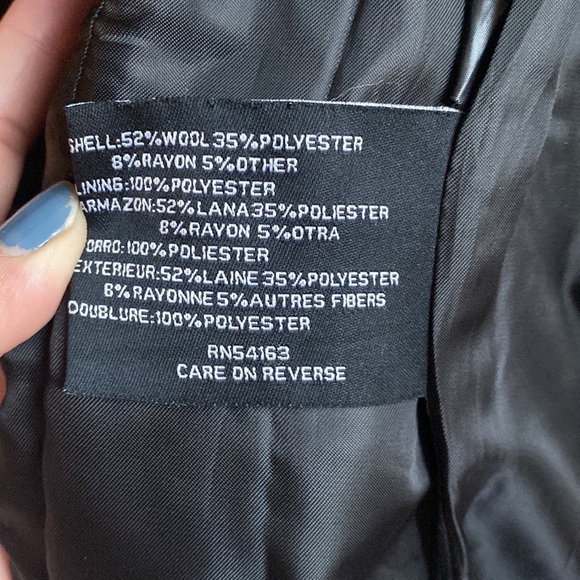 SHELL:52%WOOL 35%POLYESTER
8%RAYON 5%OTHER
LINING:100%POLYESTER
ARMAZON:52%LANA 35%POLIESTER
8%RAYON 5%OTRA
FORRO:100%POLIESTER
EXTERIEUR:52%LAINE 35%POLYESTER
8%RAYONNE 5%AUTRES FIBERS
DOUBLURE:100%POLYESTER
RN54163
CARE ON REVERSE